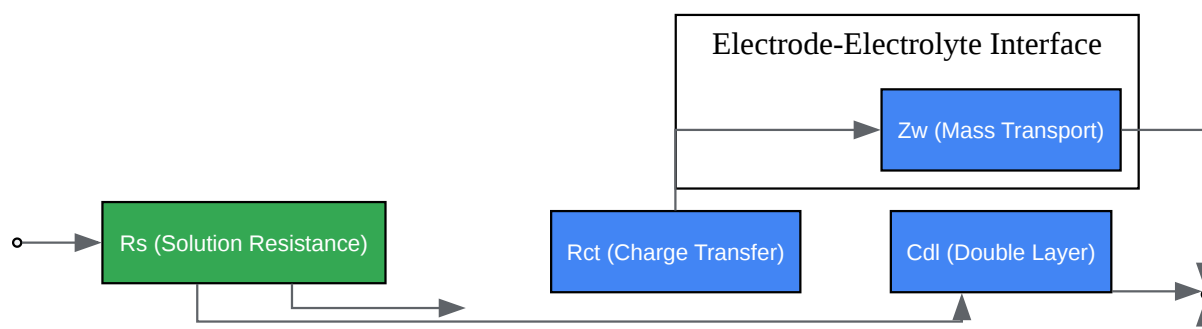 Electrode-Electrolyte Interface
Zw (Mass Transport)
Rs (Solution Resistance)
Rct (Charge Transfer)
Cdl (Double Layer)